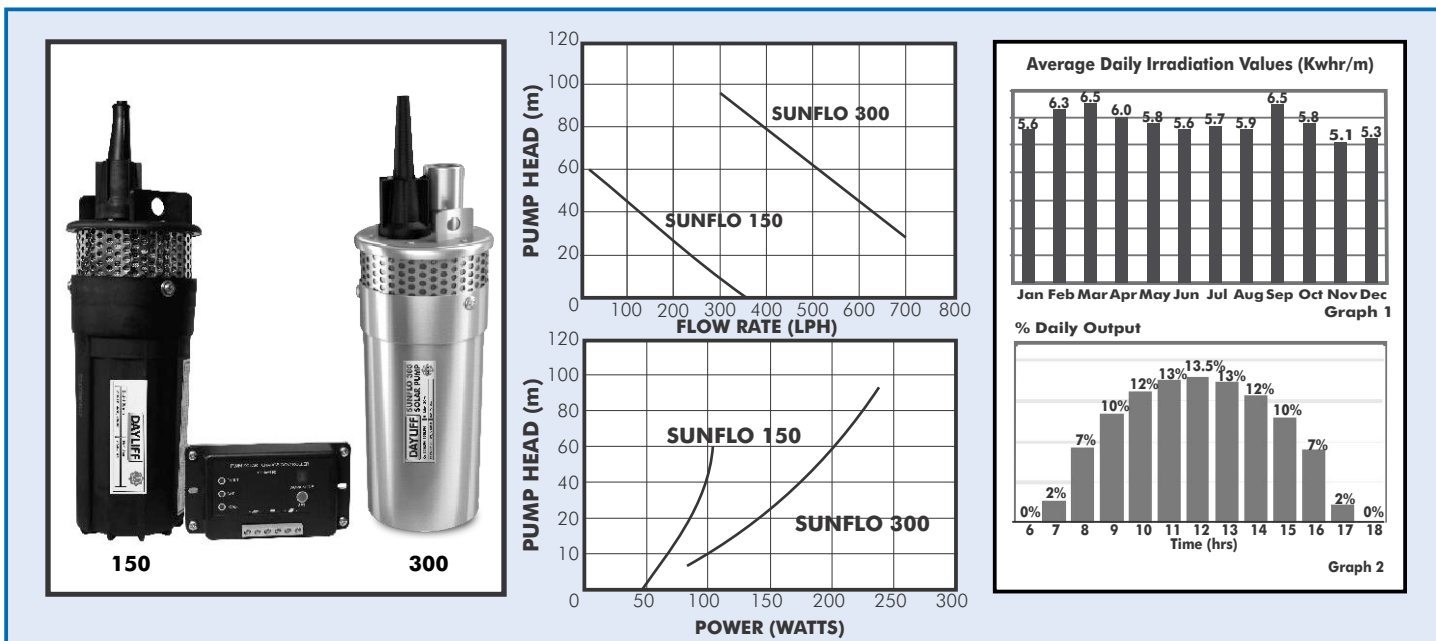 150
300
DAYLIFF
DAYLIFF SUNFLO 300
SOLAR PUMP
120
100
80
60
40
20
0
PUMP HEAD (m)
SUNFLO 300
SUNFLO 150
100 200 300 400 500 600 700 800
FLOW RATE (LPH)
120
100
80
60
40
20
10
0
PUMP HEAD (m)
SUNFLO 150
SUNFLO 300
50 100 150 200 250 300
POWER (WATTS)
Average Daily Irradiation Values (Kwhr/m)
5.6 6.3 6.5 6.0 5.8 5.6 5.7 5.9 6.5 5.8 5.1 5.3
Jan Feb Mar Apr May Jun Jul Aug Sep Oct Nov Dec
Graph 1
% Daily Output
0% 2% 7% 10% 12% 13% 13.5% 13% 12% 10% 7% 2% 0%
6 7 8 9 10 11 12 13 14 15 16 17 18
Time (hrs)
Graph 2